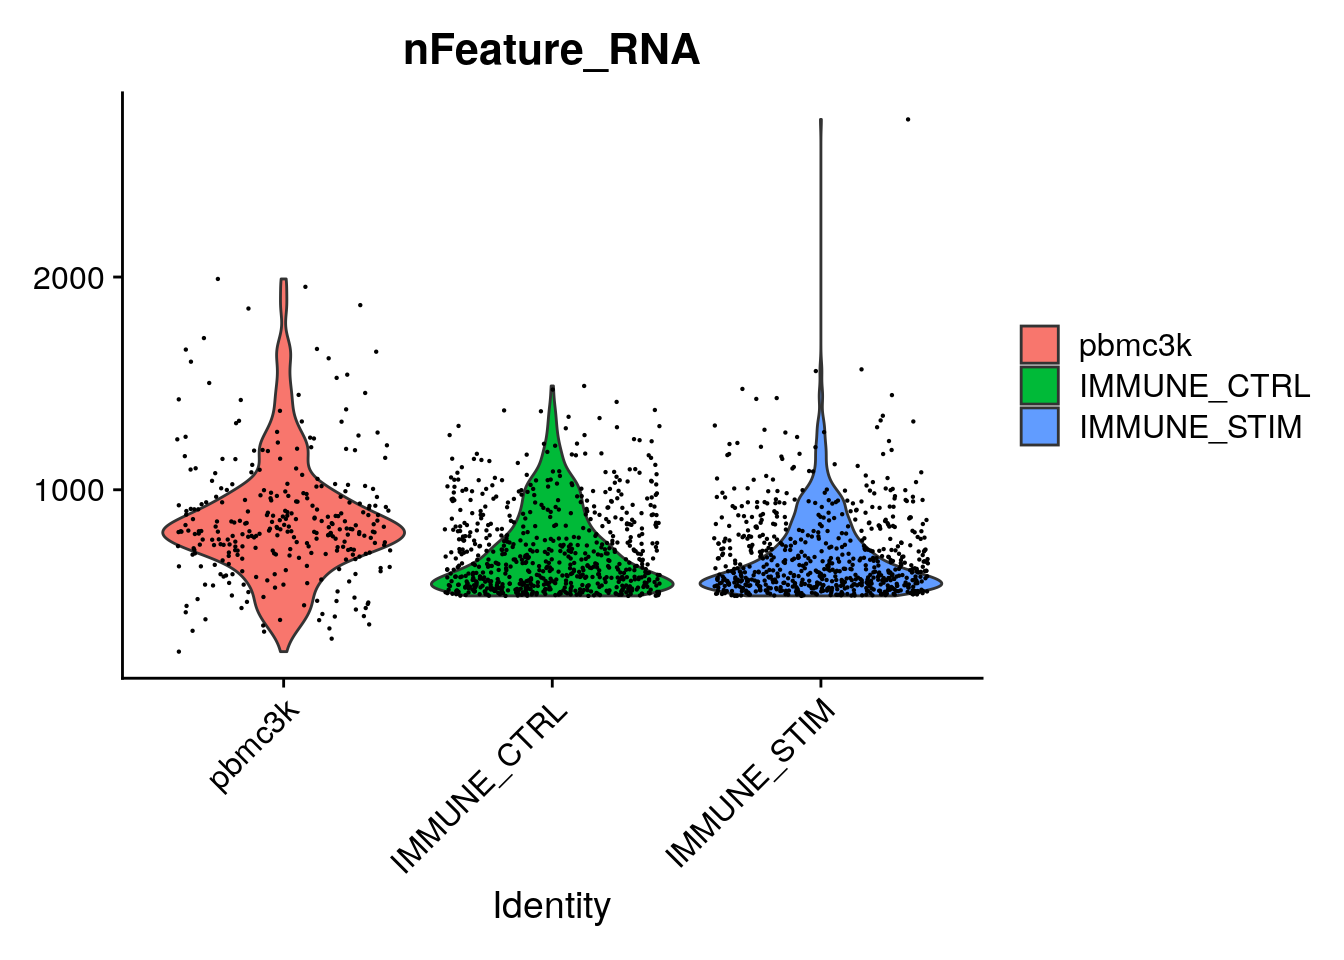 nFeature_RNA
2000
1000
pbmc3k
IMMUNE_CTRL
IMMUNE_STIM
pbmc3k
IMMUNE_CTRL
IMMUNE_STIM
Identity